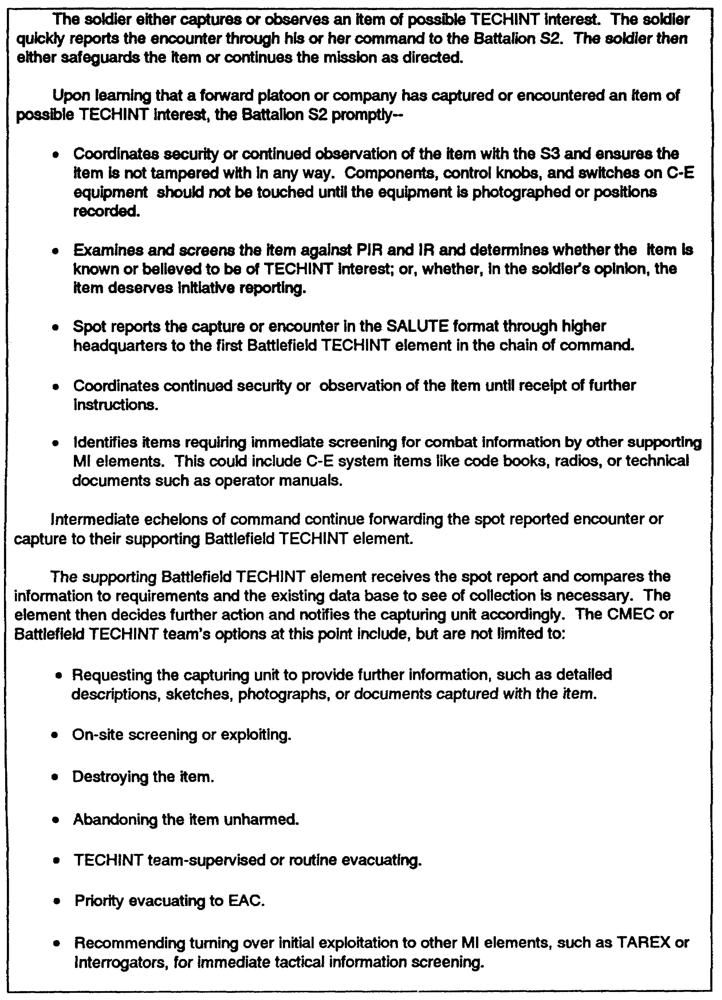 The soldier either captures or observes an item of possible TECHINT interest. The soldier
quickly reports the encounter through his or her command to the Battalion S2. The soldier then
either safeguards the item or continues the mission as directed.
Upon learning that a forward platoon or company has captured or encountered an item of
possible TECHINT interest, the Battalion S2 promptly--
• Coordinates security or continued observation of the item with the S3 and ensures the
item is not tampered with in any way. Components, control knobs, and switches on C-E
equipment should not be touched until the equipment is photographed or positions
recorded.
• Examines and screens the item against PIR and IR and determines whether the item is
known or believed to be of TECHINT interest; or, whether, in the soldier's opinion, the
item deserves initiative reporting.
• Spot reports the capture or encounter in the SALUTE format through higher
headquarters to the first Battlefield TECHINT element in the chain of command.
• Coordinates continued security or observation of the item until receipt of further
instructions.
• Identifies items requiring immediate screening for combat information by other supporting
MI elements. This could include C-E system items like code books, radios, or technical
documents such as operator manuals.
Intermediate echelons of command continue forwarding the spot reported encounter or
capture to their supporting Battlefield TECHINT element.
The supporting Battlefield TECHINT element receives the spot report and compares the
information to requirements and the existing data base to see of collection is necessary. The
element then decides further action and notifies the capturing unit accordingly. The CMEC or
Battlefield TECHINT team's options at this point include, but are not limited to:
• Requesting the capturing unit to provide further information, such as detailed
descriptions, sketches, photographs, or documents captured with the item.
• On-site screening or exploiting.
• Destroying the item.
• Abandoning the item unharmed.
• TECHINT team-supervised or routine evacuating.
• Priority evacuating to EAC.
• Recommending turning over initial exploitation to other MI elements, such as TAREX or
Interrogators, for immediate tactical information screening.